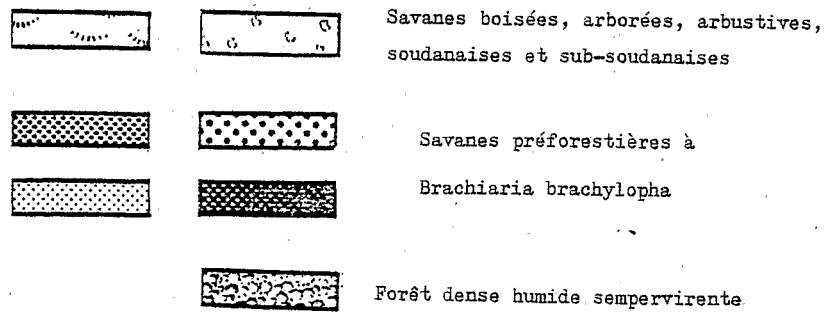 Savanes boisées, arborées, arbustives,
soudanaises et sub-soudanaises
Savanes préforestières à
Brachiaria brachylopha
Forêt dense humide sempervirente